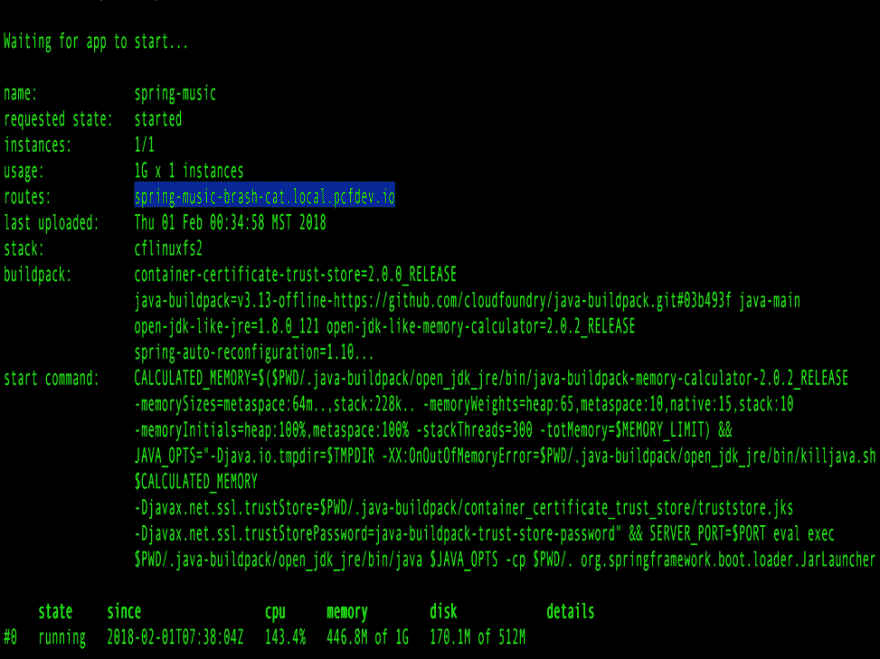 Waiting for app to start...
name: spring-music
requested state: started
instances: 1/1
usage: 1G x 1 instances
routes: spring-music-brash-cat.local.pcfdev.io
last uploaded: Thu 01 Feb 00:34:58 MST 2018
stack: cflinuxfs2
buildpack: container-certificate-trust-store=2.0.0_RELEASE
java-buildpack=v3.13-offline-https://github.com/cloudfoundry/java-buildpack.git#03b493f java-main
open-jdk-like-jre=1.8.0_121 open-jdk-like-memory-calculator=2.0.2_RELEASE
spring-auto-reconfiguration=1.10...
start command: CALCULATED_MEMORY=$($PWD/.java-buildpack/open_jdk_jre/bin/java-buildpack-memory-calculator-2.0.2_RELEASE
-memorySizes=metaspace:64m..,stack:228k.. -memoryWeights=heap:65,metaspace:10,native:15,stack:10
-memoryInitials=heap:100%,metaspace:100% -stackThreads=300 -totMemory=$MEMORY_LIMIT) &&
JAVA_OPTS="-Djava.io.tmpdir=$TMPDIR -XX:OnOutOfMemoryError=$PWD/.java-buildpack/open_jdk_jre/bin/killjava.sh
$CALCULATED_MEMORY
-Djavax.net.ssl.trustStore=$PWD/.java-buildpack/container_certificate_trust_store/truststore.jks
-Djavax.net.ssl.trustStorePassword=java-buildpack-trust-store-password" && SERVER_PORT=$PORT eval exec
$PWD/.java-buildpack/open_jdk_jre/bin/java $JAVA_OPTS -cp $PWD/. org.springframework.boot.loader.JarLauncher
state since cpu memory disk details
#0 running 2018-02-01T07:38:04Z 143.4% 446.8M of 1G 170.1M of 512M